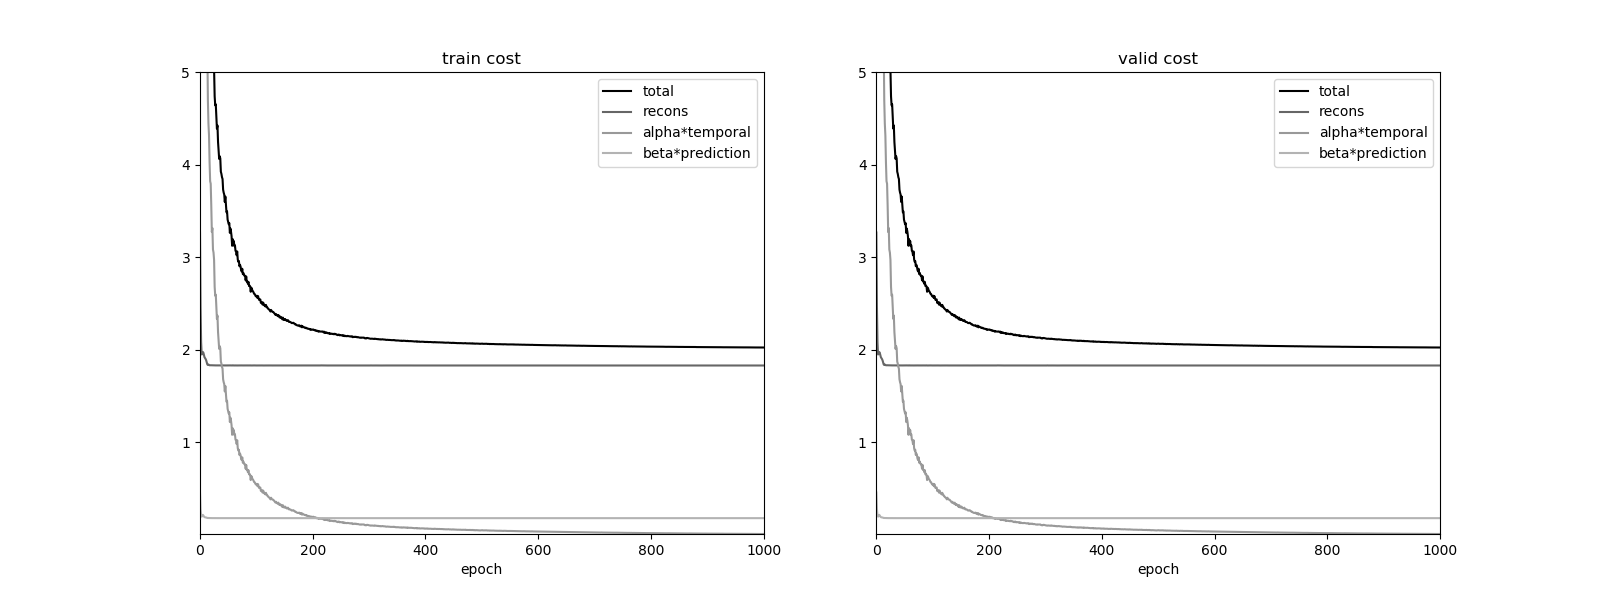 train cost
5
4
3
2
1
0 200 400 600 800 1000
epoch
total
recons
alpha*temporal
beta*prediction
valid cost
5
4
3
2
1
0 200 400 600 800 1000
epoch
total
recons
alpha*temporal
beta*prediction